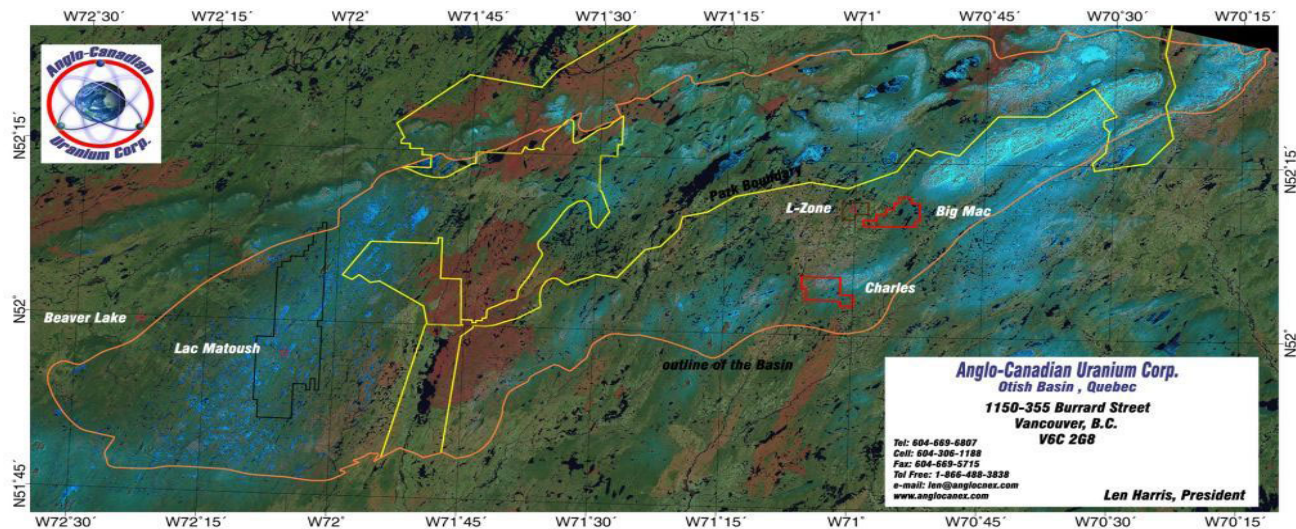 W72°30´ W72°15´ W72° W71°45´ W71°30´ W71°15´ W71° W70°45´ W70°30´ W70°15´
Anglo-Canadian
Uranium Corp.
N52°15´
N52°15´
Park Boundary
L-Zone
Big Mac
Charles
N52°
N52°
Beaver Lake
Lac Matoush
outline of the Basin
Anglo-Canadian Uranium Corp.
Otish Basin , Quebec
1150-355 Burrard Street
Vancouver, B.C.
V6C 2G8
Tel: 604-669-6807
Cell: 604-306-1188
Fax: 604-669-5715
Tol Free: 1-866-488-3838
e-mail: len@anglocnex.com
www.anglocanex.com
Len Harris, President
N51°45´
W72°30´ W72°15´ W72° W71°45´ W71°30´ W71°15´ W71° W70°45´ W70°30´ W70°15´